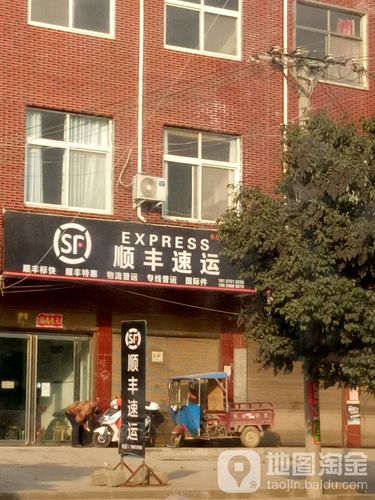 SF
EXPRESS
顺丰速运
顺丰标快 顺丰特惠 物流普运 专线普运 国际件
SF
顺丰速运
地图淘金
taojin.baidu.com